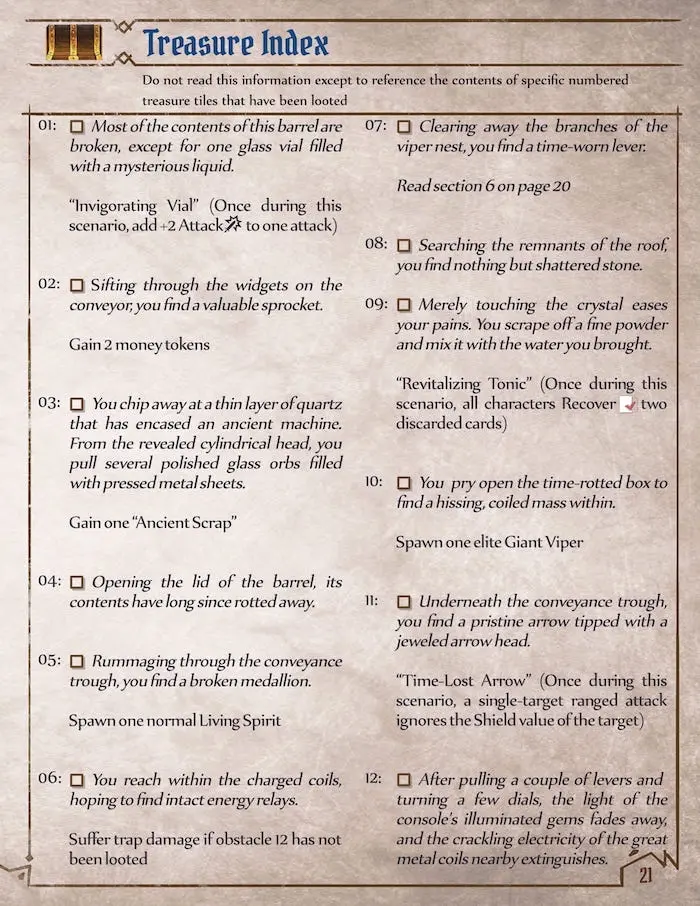 Treasure Index
Do not read this information except to reference the contents of specific numbered
treasure tiles that have been looted
01: Most of the contents of this barrel are
broken, except for one glass vial filled
with a mysterious liquid.
“Invigorating Vial” (Once during this
scenario, add +2 Attack to one attack)
02: Sifting through the widgets on the
conveyor, you find a valuable sprocket.
Gain 2 money tokens
03: You chip away at a thin layer of quartz
that has encased an ancient machine.
From the revealed cylindrical head, you
pull several polished glass orbs filled
with pressed metal sheets.
Gain one “Ancient Scrap”
04: Opening the lid of the barrel, its
contents have long since rotted away.
05: Rummaging through the conveyance
trough, you find a broken medallion.
Spawn one normal Living Spirit
06: You reach within the charged coils,
hoping to find intact energy relays.
Suffer trap damage if obstacle 12 has not
been looted
07: Clearing away the branches of the
viper nest, you find a time-worn lever.
Read section 6 on page 20
08: Searching the remnants of the roof,
you find nothing but shattered stone.
09: Merely touching the crystal eases
your pains. You scrape off a fine powder
and mix it with the water you brought.
“Revitalizing Tonic” (Once during this
scenario, all characters Recover two
discarded cards)
10: You pry open the time-rotted box to
find a hissing, coiled mass within.
Spawn one elite Giant Viper
11: Underneath the conveyance trough,
you find a pristine arrow tipped with a
jeweled arrow head.
“Time-Lost Arrow” (Once during this
scenario, a single-target ranged attack
ignores the Shield value of the target)
12: After pulling a couple of levers and
turning a few dials, the light of the
console's illuminated gems fades away,
and the crackling electricity of the great
metal coils nearby extinguishes.
21